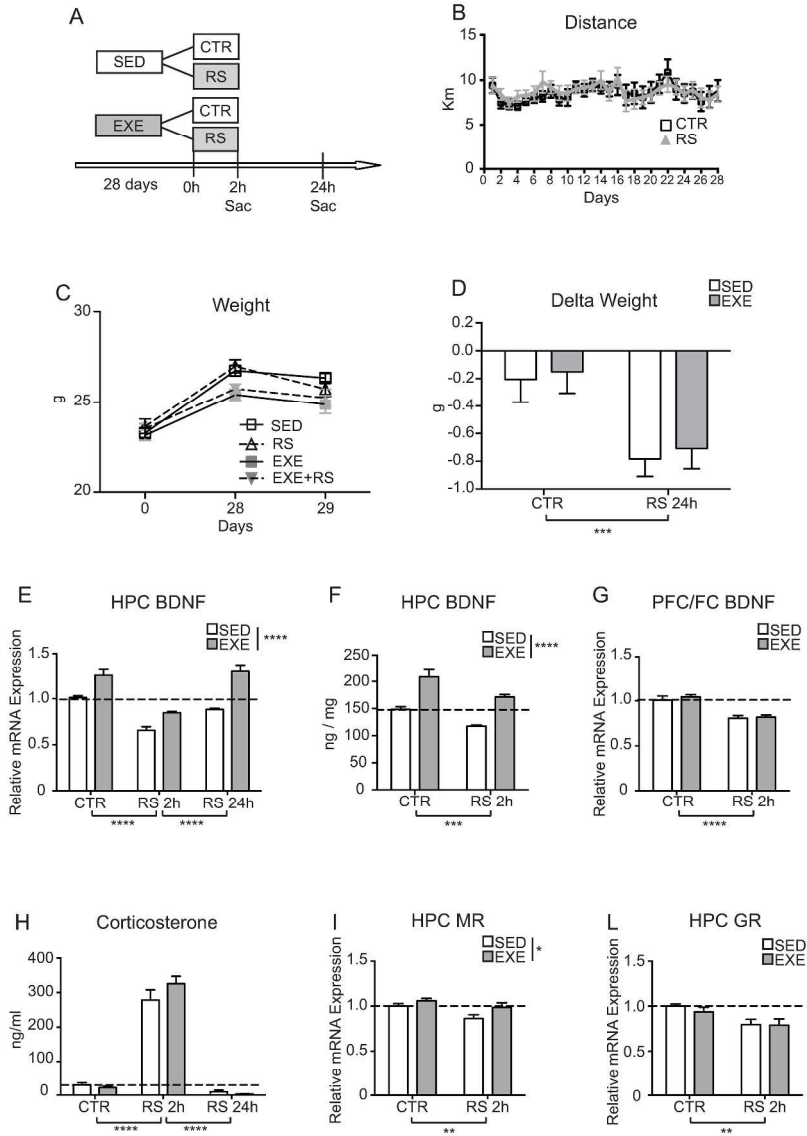 A
SED
CTR
RS
EXE
CTR
RS
28 days
0h
2h
24h
Sac
Sac
B
Distance
Km
15
10
5
0
0 2 4 6 8 10 12 14 16 18 20 22 24 26 28
Days
CTR
RS
C
Weight
g
30
25
20
0
28
29
Days
SED
RS
EXE
EXE+RS
D
Delta Weight
SED
EXE
g
0.2
0.0
-0.2
-0.4
-0.6
-0.8
-1.0
CTR
RS 24h
***
E
HPC BDNF
SED
EXE
****
Relative mRNA Expression
1.5
1.0
0.5
0
CTR
RS 2h
RS 24h
****
****
F
HPC BDNF
SED
EXE
****
ng / mg
250
200
150
100
50
0
CTR
RS 2h
***
G
PFC/FC BDNF
SED
EXE
Relative mRNA Expression
1.5
1.0
0.5
0
CTR
RS 2h
****
H
Corticosterone
ng/ml
400
300
200
100
0
CTR
RS 2h
RS 24h
****
****
I
HPC MR
SED
EXE
*
Relative mRNA Expression
1.5
1.0
0.5
0
CTR
RS 2h
**
L
HPC GR
SED
EXE
Relative mRNA Expression
1.5
1.0
0.5
0
CTR
RS 2h
**